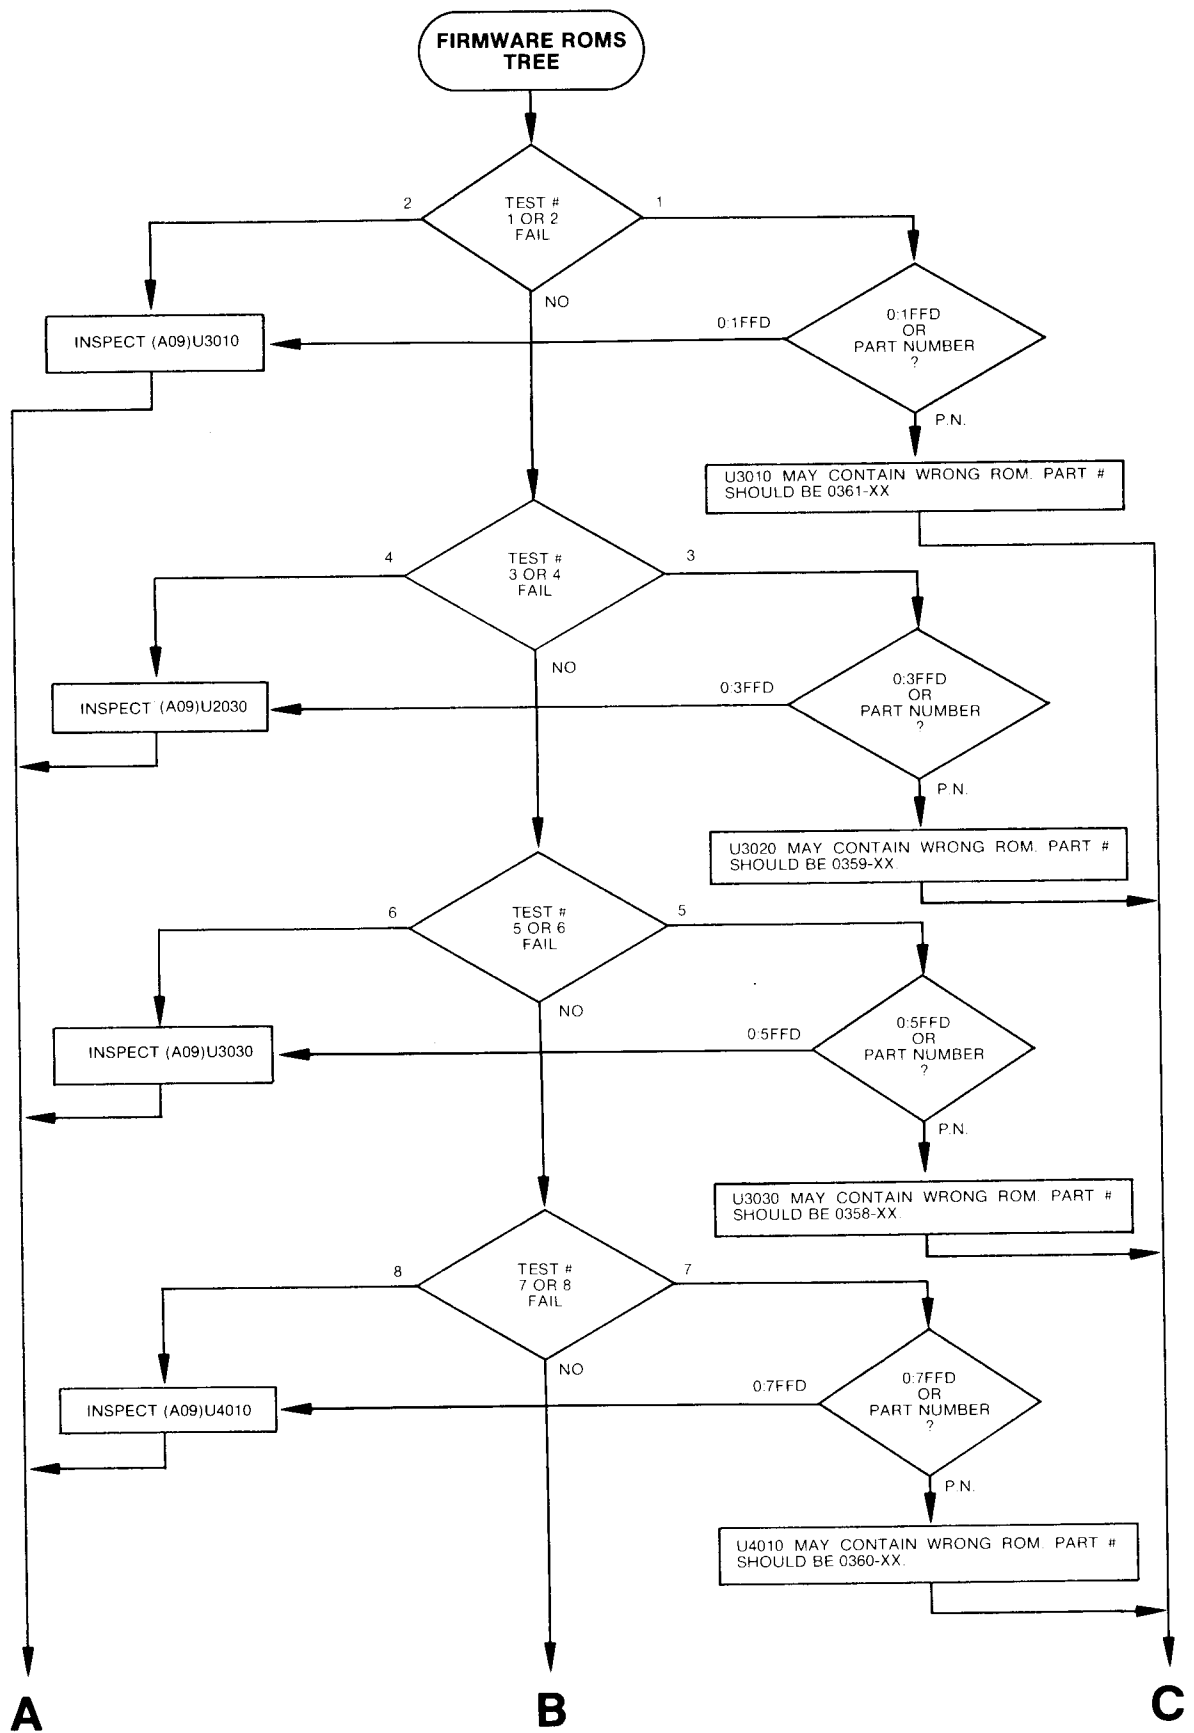 FIRMWARE ROMS
TREE
2
TEST #
1 OR 2
FAIL
1
NO
INSPECT (A09)U3010
0:1FFD
0:1FFD
OR
PART NUMBER
?
P.N.
U3010 MAY CONTAIN WRONG ROM. PART #
SHOULD BE 0361-XX
4
TEST #
3 OR 4
FAIL
3
NO
INSPECT (A09)U2030
0:3FFD
0:3FFD
OR
PART NUMBER
?
P.N.
U3020 MAY CONTAIN WRONG ROM. PART #
SHOULD BE 0359-XX.
6
TEST #
5 OR 6
FAIL
5
NO
INSPECT (A09)U3030
0:5FFD
0:5FFD
OR
PART NUMBER
?
P.N.
U3030 MAY CONTAIN WRONG ROM. PART #
SHOULD BE 0358-XX.
8
TEST #
7 OR 8
FAIL
7
NO
INSPECT (A09)U4010
0:7FFD
0:7FFD
OR
PART NUMBER
?
P.N.
U4010 MAY CONTAIN WRONG ROM. PART #
SHOULD BE 0360-XX.
A
B
C